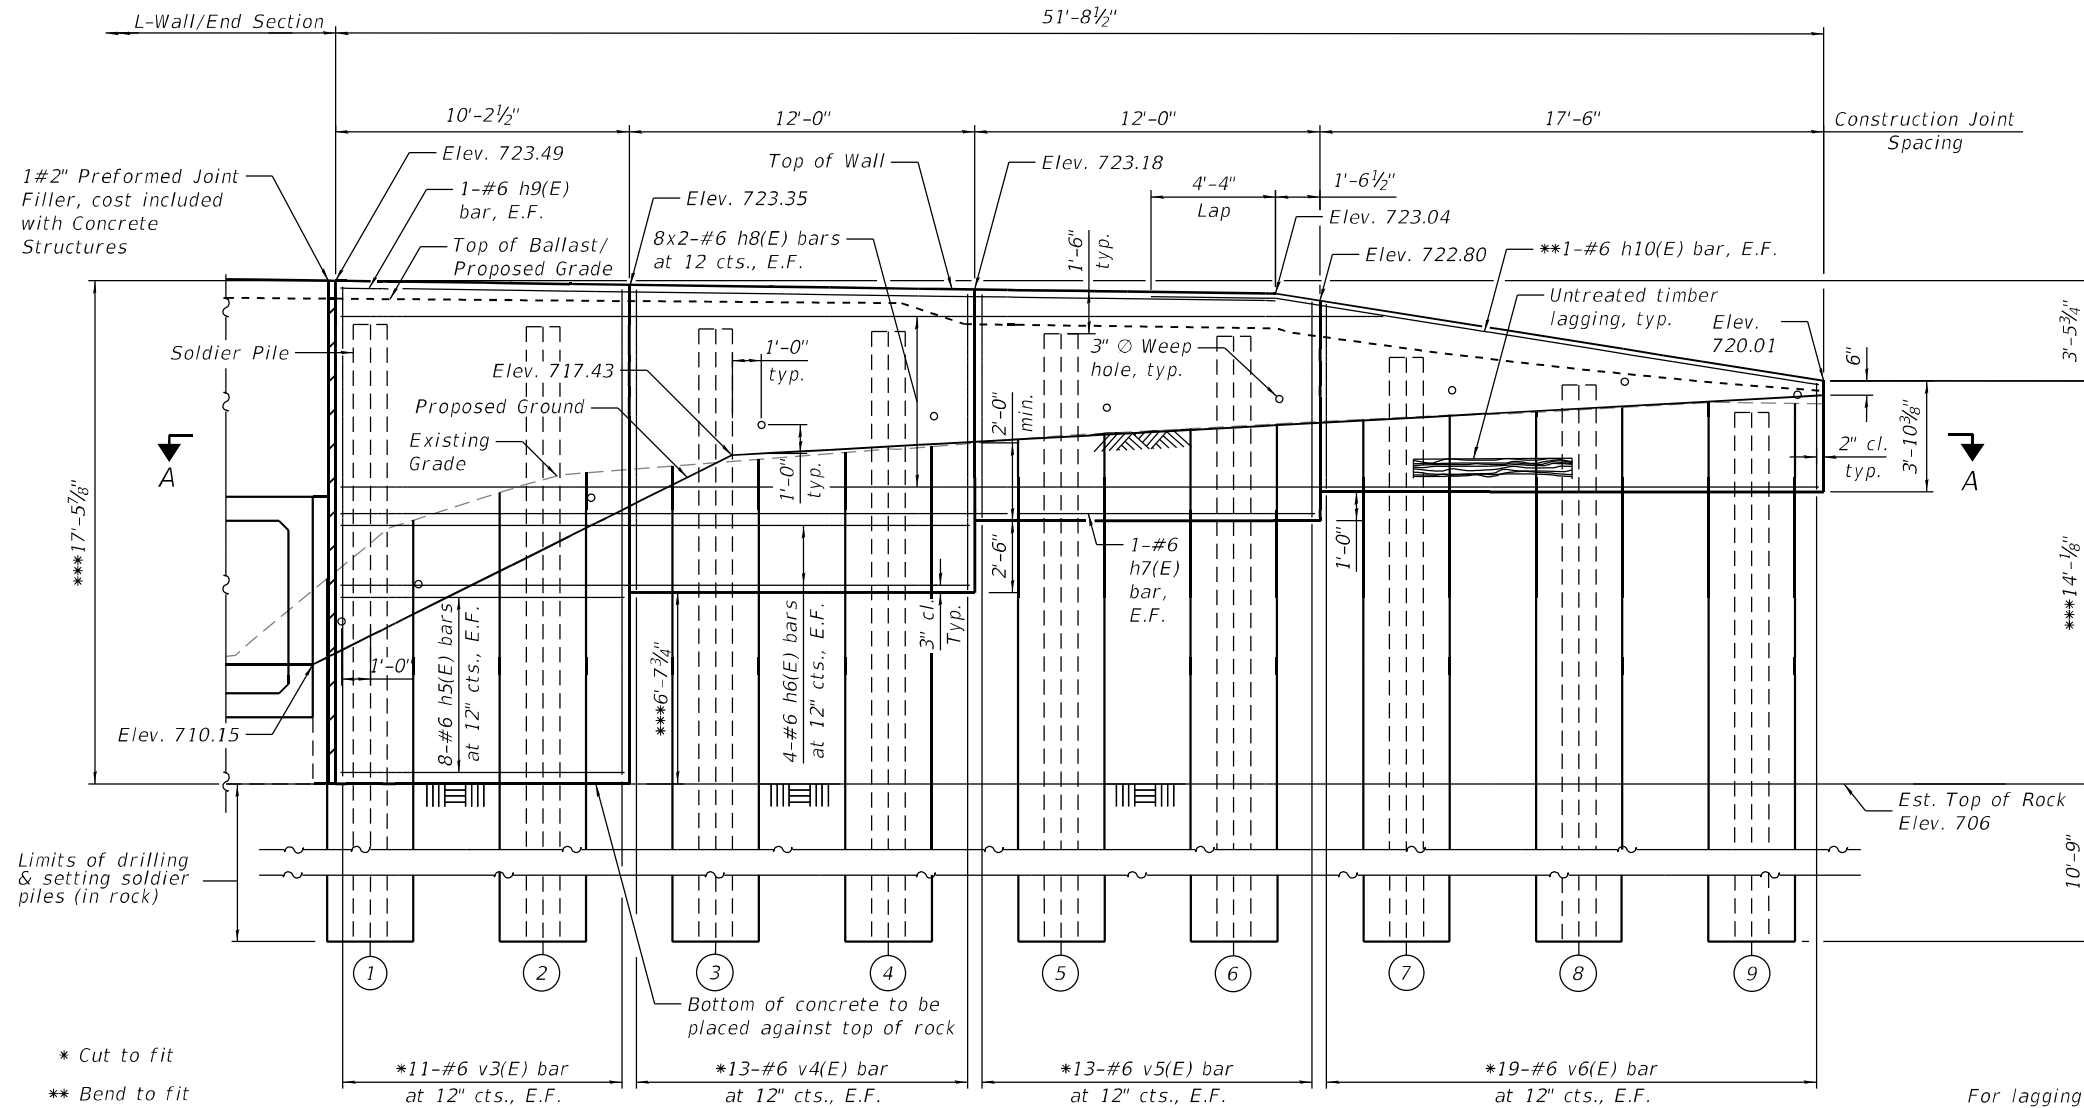 L-Wall/End Section
51'-8½"
10'-2½"
12'-0"
12'-0"
17'-6"
Construction Joint
Spacing
1#2" Preformed Joint
Filler, cost included
with Concrete
Structures
Elev. 723.49
1-#6 h9(E)
bar, E.F.
Top of Ballast/
Proposed Grade
Top of Wall
Elev. 723.35
8x2-#6 h8(E) bars
at 12 cts., E.F.
Elev. 723.18
4'-4"
Lap
1'-6½"
Elev. 723.04
1'-6"
typ.
Elev. 722.80
**1-#6 h10(E) bar, E.F.
Untreated timber
lagging, typ.
Elev.
720.01
3'-5¾"
6"
Soldier Pile
Elev. 717.43
1'-0"
typ.
3" ∅ Weep
hole, typ.
Proposed Ground
Existing
Grade
2'-0"
min.
1'-0"
typ.
A
A
2" cl.
typ.
3'-10⅜"
***17'-5⅞"
2'-6"
1'-0"
1-#6
h7(E)
bar,
E.F.
***14'-⅛"
1'-0"
8-#6 h5(E) bars
at 12" cts., E.F.
***6'-7¾"
4-#6 h6(E) bars
at 12" cts., E.F.
3" cl.
Typ.
Elev. 710.15
Est. Top of Rock
Elev. 706
Limits of drilling
& setting soldier
piles (in rock)
10'-9"
1
2
3
4
5
6
7
8
9
Bottom of concrete to be
placed against top of rock
* Cut to fit
** Bend to fit
*11-#6 v3(E) bar
at 12" cts., E.F.
*13-#6 v4(E) bar
at 12" cts., E.F.
*13-#6 v5(E) bar
at 12" cts., E.F.
*19-#6 v6(E) bar
at 12" cts., E.F.
For lagging